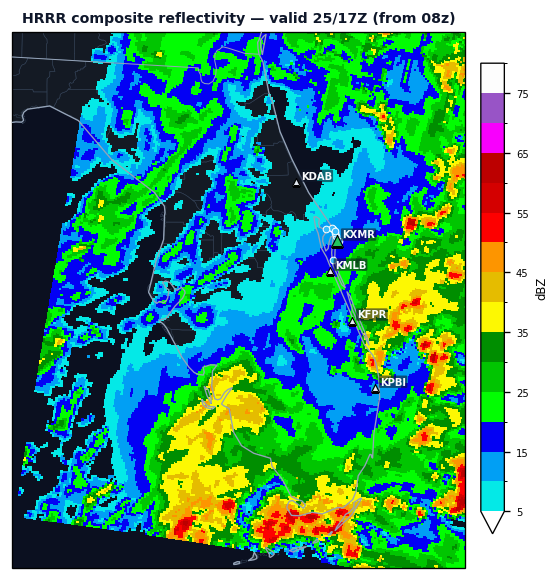 HRRR composite reflectivity — valid 25/17Z (from 08z)
KDAB
KXMR
KMLB
KFPR
KPBI
75
65
55
45
35
25
15
5
dBZ